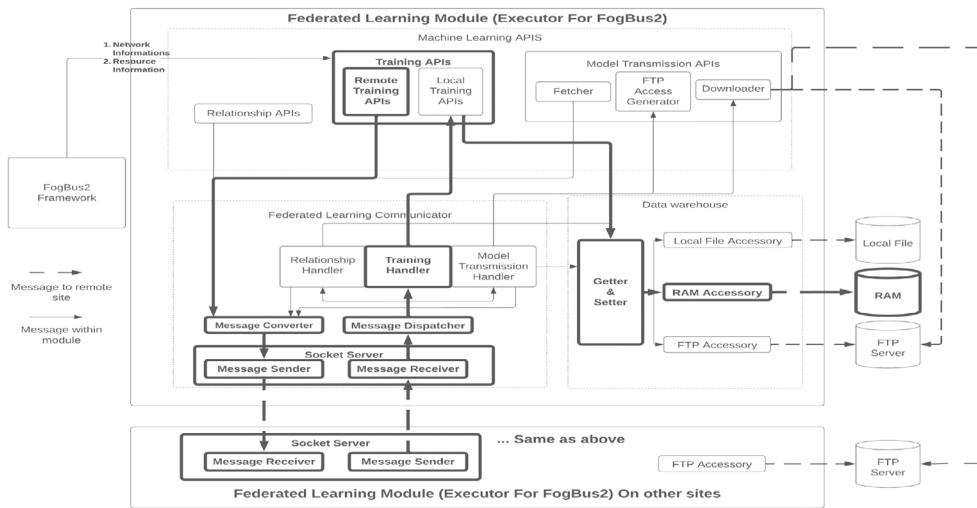 Federated Learning Module (Executor For FogBus2)
Machine Learning APIS
1. Network
Informations
2. Resource
Information
Training APIs
Remote
Training
APIs
Local
Training
APIs
Model Transmission APIs
Fetcher
FTP
Access
Generator
Downloader
Relationship APIs
FogBus2
Framework
Federated Learning Communicator
Data warehouse
Relationship
Handler
Training
Handler
Model
Transmission
Handler
Getter
&
Setter
Local File Accessory
Local File
RAM Accessory
RAM
FTP Accessory
FTP
Server
Message to remote
site
Message within
module
Message Converter
Message Dispatcher
Socket Server
Message Sender
Message Receiver
Socket Server
... Same as above
Message Receiver
Message Sender
FTP Accessory
FTP
Server
Federated Learning Module (Executor For FogBus2) On other sites